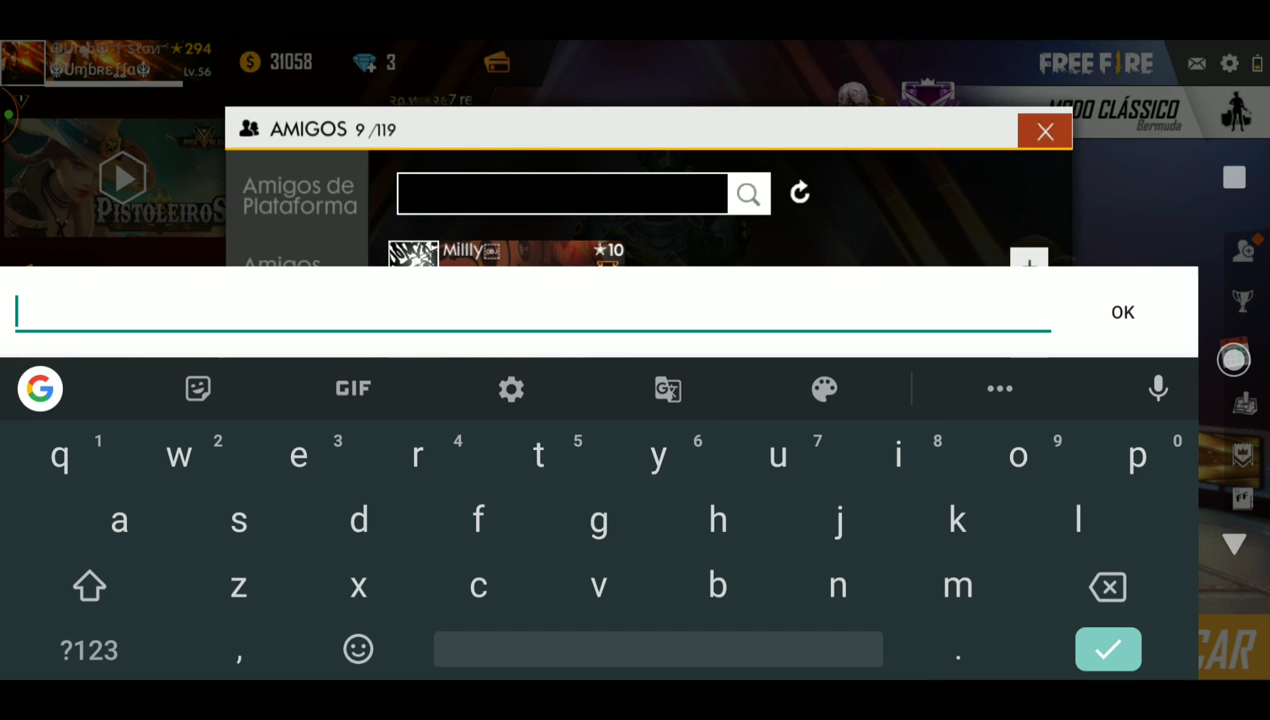 294
Lv.56
31058
3
FREE FIRE
AMIGOS 9 /119
MODO CLÁSSICO
Bermuda
PISTOLEIROS
Amigos de
Plataforma
Amigos
Millly
10
OK
GIF
q 1 w 2 e 3 r 4 t 5 y 6 u 7 i 8 o 9 p 0
a s d f g h j k l
z x c v b n m
?123 , .
CAR